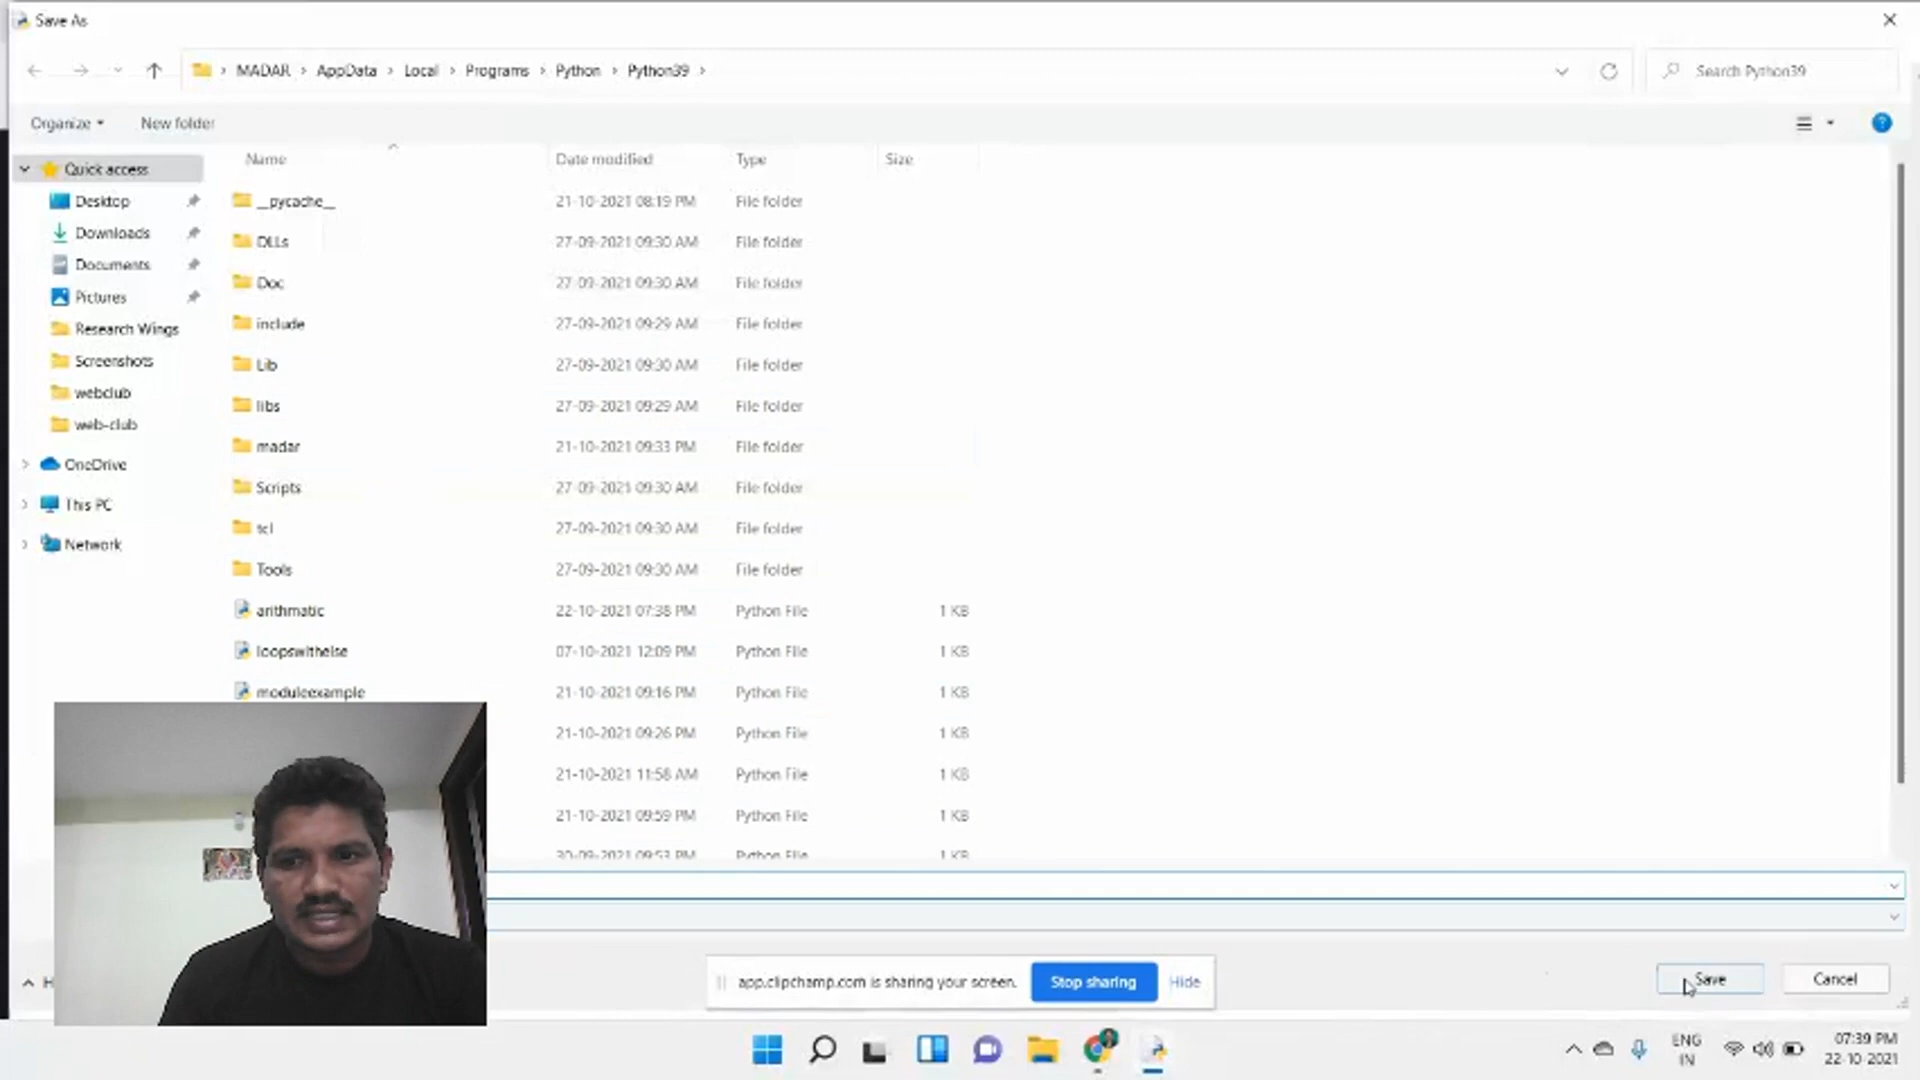 Save As
MADAR › AppData › Local › Programs › Python › Python39 ›
Search Python39
Organize
New folder
Name
Date modified
Type
Size
Quick access
Desktop
Downloads
Documents
Pictures
Research Wings
Screenshots
webclub
web-club
OneDrive
This PC
Network
__pycache__ 21-10-2021 08:19 PM File folder
DLLs 27-09-2021 09:30 AM File folder
Doc 27-09-2021 09:30 AM File folder
include 27-09-2021 09:29 AM File folder
Lib 27-09-2021 09:30 AM File folder
libs 27-09-2021 09:29 AM File folder
madar 21-10-2021 09:33 PM File folder
Scripts 27-09-2021 09:30 AM File folder
tcl 27-09-2021 09:30 AM File folder
Tools 27-09-2021 09:30 AM File folder
arithmatic 22-10-2021 07:38 PM Python File 1 KB
loopswithelse 07-10-2021 12:09 PM Python File 1 KB
moduleexample 21-10-2021 09:16 PM Python File 1 KB
21-10-2021 09:26 PM Python File 1 KB
21-10-2021 11:58 AM Python File 1 KB
21-10-2021 09:59 PM Python File 1 KB
30-09-2021 09:53 PM Python File 1 KB
H
app.clipchamp.com is sharing your screen.
Stop sharing
Hide
Save
Cancel
ENG
IN
07:39 PM
22-10-2021